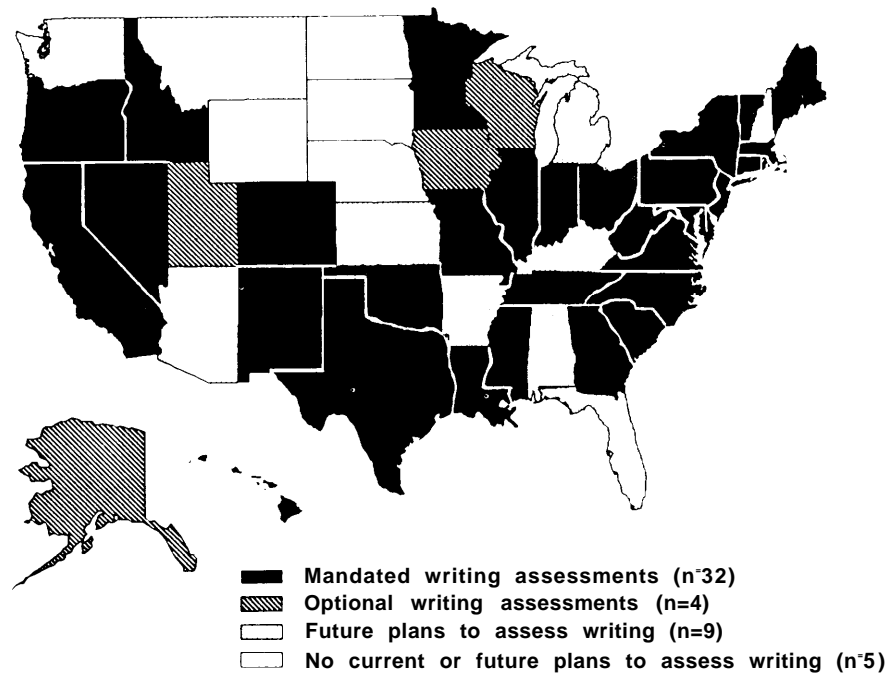 Mandated writing assessments (n=32)
Optional writing assessments (n=4)
Future plans to assess writing (n=9)
No current or future plans to assess writing (n=5)